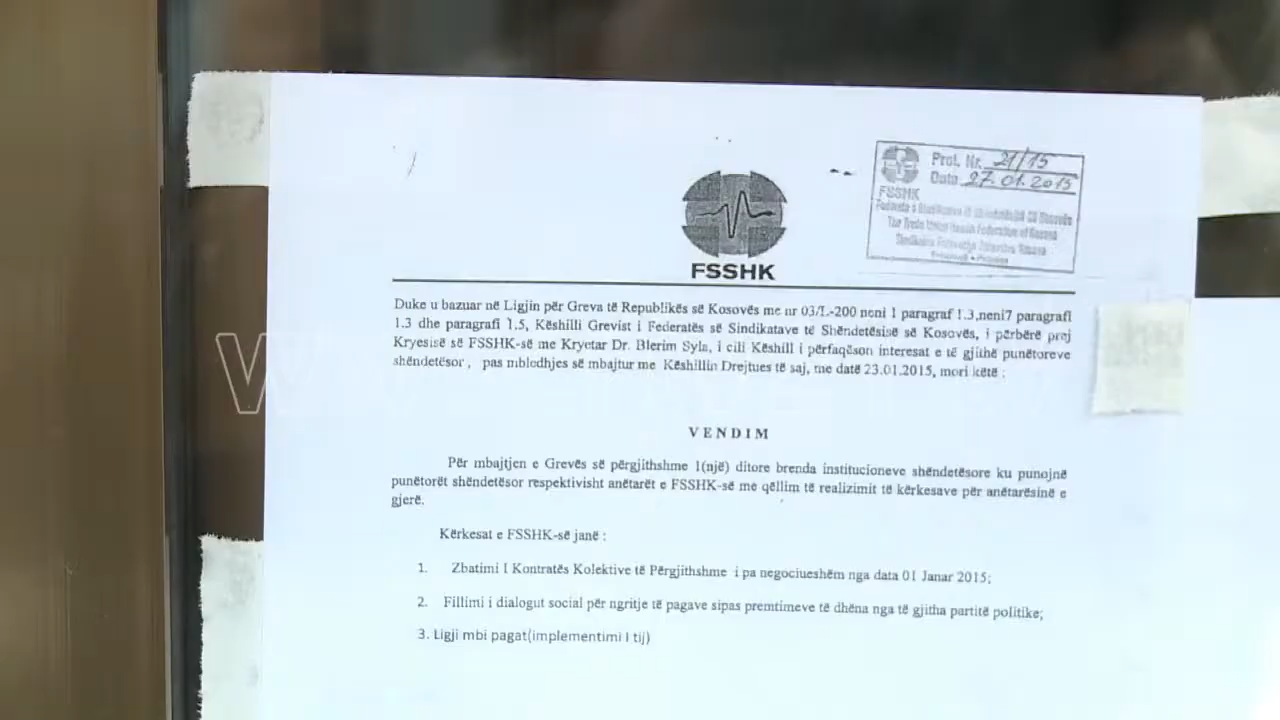 Prot. Nr. 21/15
Data 27.01.2015
FSSHK
The Trade Union Health Federation of Kosova
FSSHK
Duke u bazuar në Ligjin për Greva të Republikës së Kosovës me nr 03/L-200 neni 1 paragraf 1.3,neni7 paragrafi
1.3 dhe paragrafi 1.5, Këshilli Grevist i Federatës së Sindikatave të Shëndetësisë së Kosovës, i përbërë prej
Kryesisë së FSSHK-së me Kryetar Dr. Blerim Syla, i cili Këshill i përfaqëson interesat e të gjithë punëtoreve
shëndetësor , pas mbledhjes së mbajtur me Këshillin Drejtues të saj, me datë 23.01.2015, mori këtë :
VENDIM
Për mbajtjen e Grevës së përgjithshme 1(një) ditore brenda institucioneve shëndetësore ku punojnë
punëtorët shëndetësor respektivisht anëtarët e FSSHK-së me qëllim të realizimit të kërkesave për anëtarësinë e
gjerë.
Kërkesat e FSSHK-së janë :
1. Zbatimi I Kontratës Kolektive të Përgjithshme i pa negociueshëm nga data 01 Janar 2015;
2. Fillimi i dialogut social për ngritje të pagave sipas premtimeve të dhëna nga të gjitha partitë politike;
3. Ligji mbi pagat(implementimi I tij)